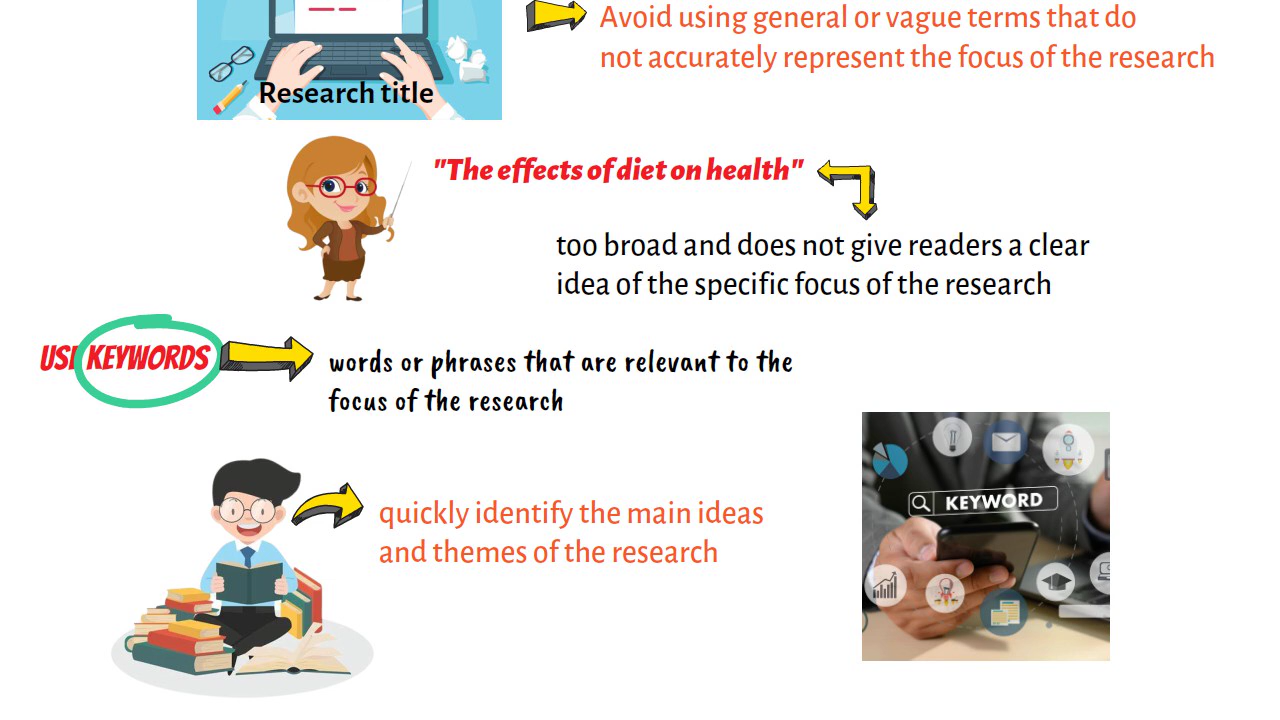 Avoid using general or vague terms that do
not accurately represent the focus of the research
Research title
"The effects of diet on health"
too broad and does not give readers a clear
idea of the specific focus of the research
USE KEYWORDS
words or phrases that are relevant to the
focus of the research
quickly identify the main ideas
and themes of the research
KEYWORD